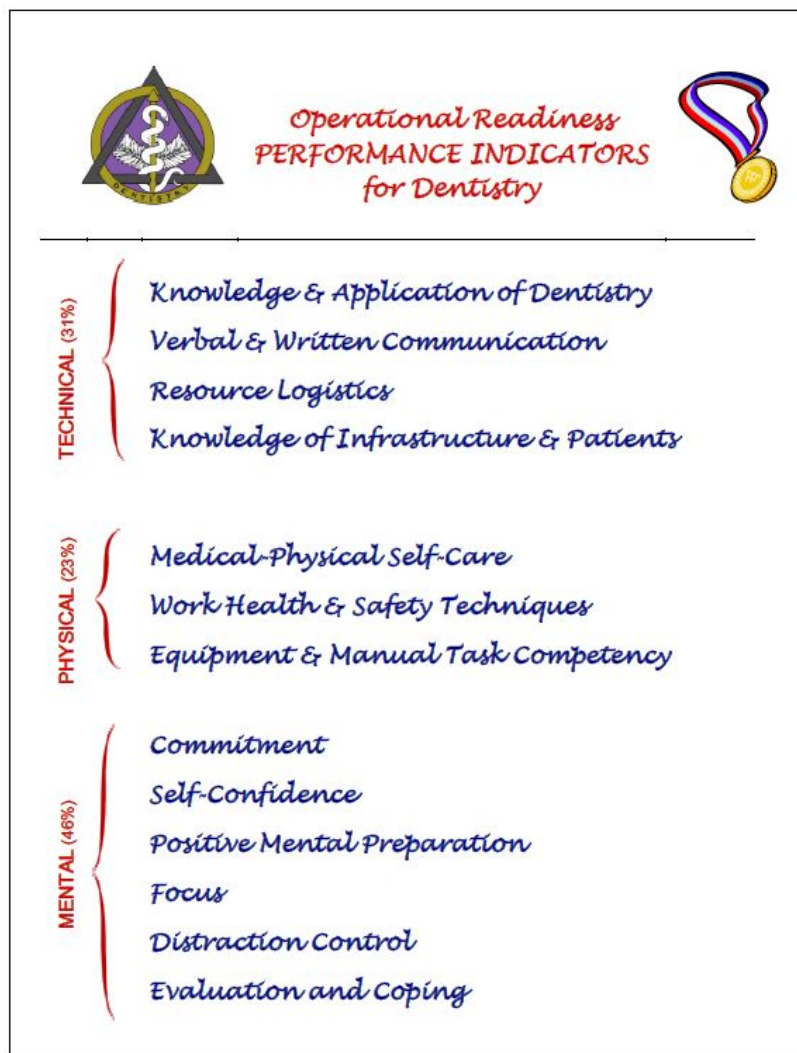 Operational Readiness
PERFORMANCE INDICATORS
for Dentistry
DENTISTRY
TECHNICAL (31%)
Knowledge & Application of Dentistry
Verbal & Written Communication
Resource Logistics
Knowledge of Infrastructure & Patients
PHYSICAL (23%)
Medical-Physical Self-Care
Work Health & Safety Techniques
Equipment & Manual Task Competency
MENTAL (46%)
Commitment
Self-Confidence
Positive Mental Preparation
Focus
Distraction Control
Evaluation and Coping